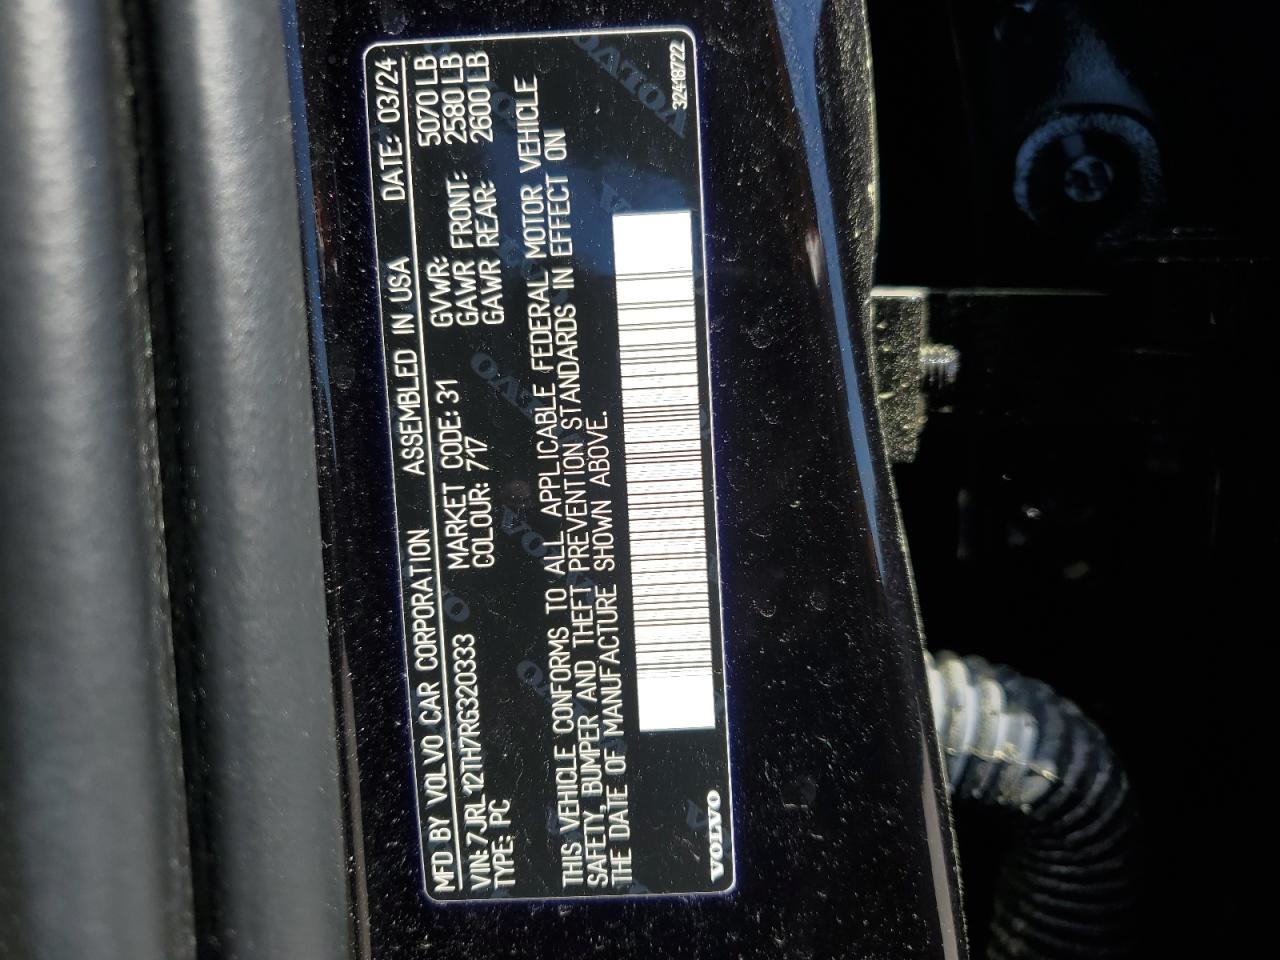 MFD BY VOLVO CAR CORPORATION ASSEMBLED IN USA DATE: 03/24
VIN: 7JRL12TH7RG320333 MARKET CODE: 31 GVWR: 5070 LB
TYPE: PC COLOUR: 717 GAWR FRONT: 2580 LB
GAWR REAR: 2600 LB
THIS VEHICLE CONFORMS TO ALL APPLICABLE FEDERAL MOTOR VEHICLE
SAFETY, BUMPER AND THEFT PREVENTION STANDARDS IN EFFECT ON
THE DATE OF MANUFACTURE SHOWN ABOVE.
VOLVO 32418722